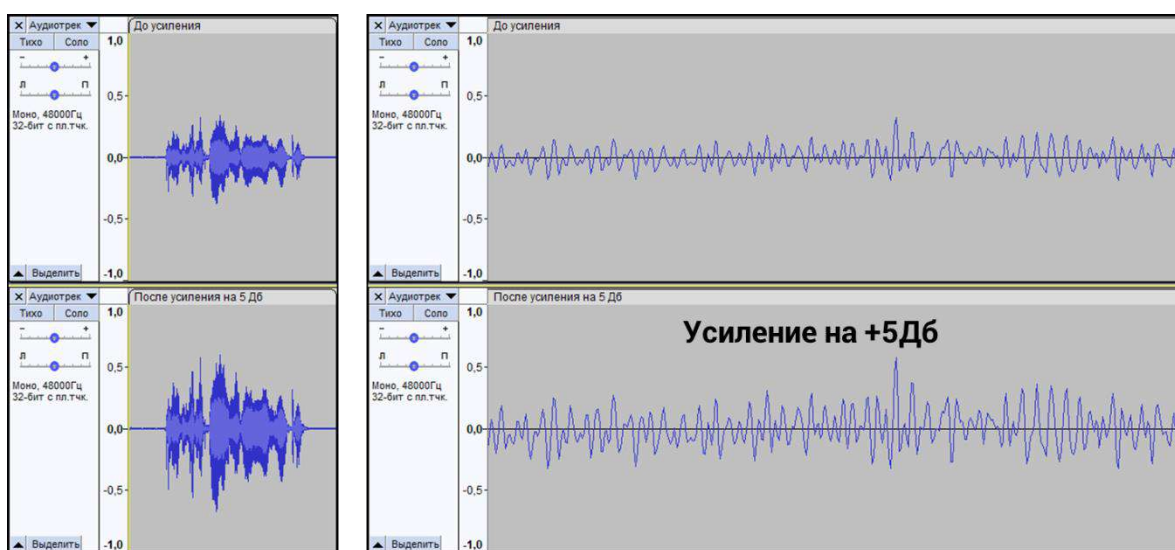 Аудиотрек До усиления
Тихо Соло 1,0
- +
Л П 0,5
Моно, 48000Гц
32-бит с пл.тчк.
0,0
-0,5
Выделить -1,0
Аудиотрек После усиления на 5 Дб
Тихо Соло 1,0
- +
Л П 0,5
Моно, 48000Гц
32-бит с пл.тчк.
0,0
-0,5
Выделить -1,0
Аудиотрек До усиления
Тихо Соло 1,0
- +
Л П 0,5
Моно, 48000Гц
32-бит с пл.тчк.
0,0
-0,5
Выделить -1,0
Аудиотрек После усиления на 5 Дб
Тихо Соло 1,0
- +
Усиление на +5Дб
Л П 0,5
Моно, 48000Гц
32-бит с пл.тчк.
0,0
-0,5
Выделить -1,0